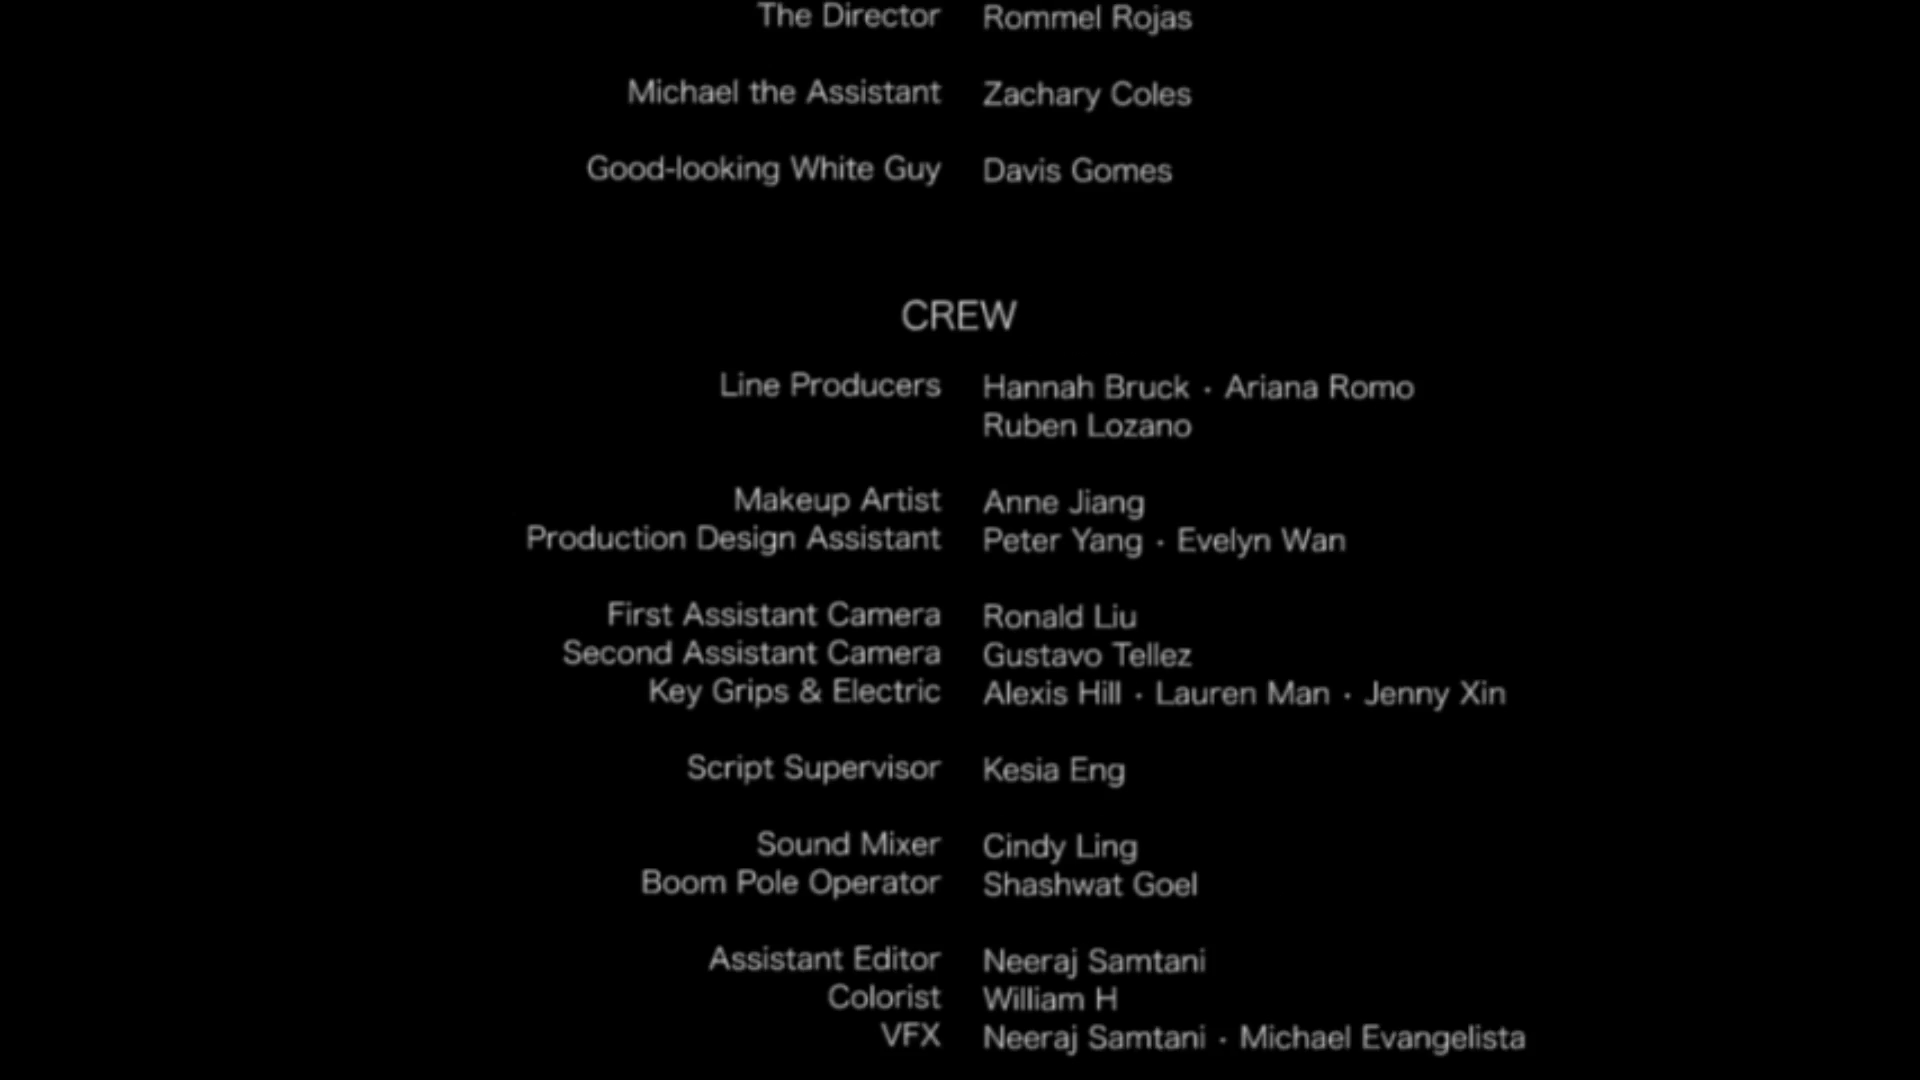 The Director Rommel Rojas
Michael the Assistant Zachary Coles
Good-looking White Guy Davis Gomes
CREW
Line Producers Hannah Bruck · Ariana Romo
Ruben Lozano
Makeup Artist Anne Jiang
Production Design Assistant Peter Yang · Evelyn Wan
First Assistant Camera Ronald Liu
Second Assistant Camera Gustavo Tellez
Key Grips & Electric Alexis Hill · Lauren Man · Jenny Xin
Script Supervisor Kesia Eng
Sound Mixer Cindy Ling
Boom Pole Operator Shashwat Goel
Assistant Editor Neeraj Samtani
Colorist William H
VFX Neeraj Samtani · Michael Evangelista